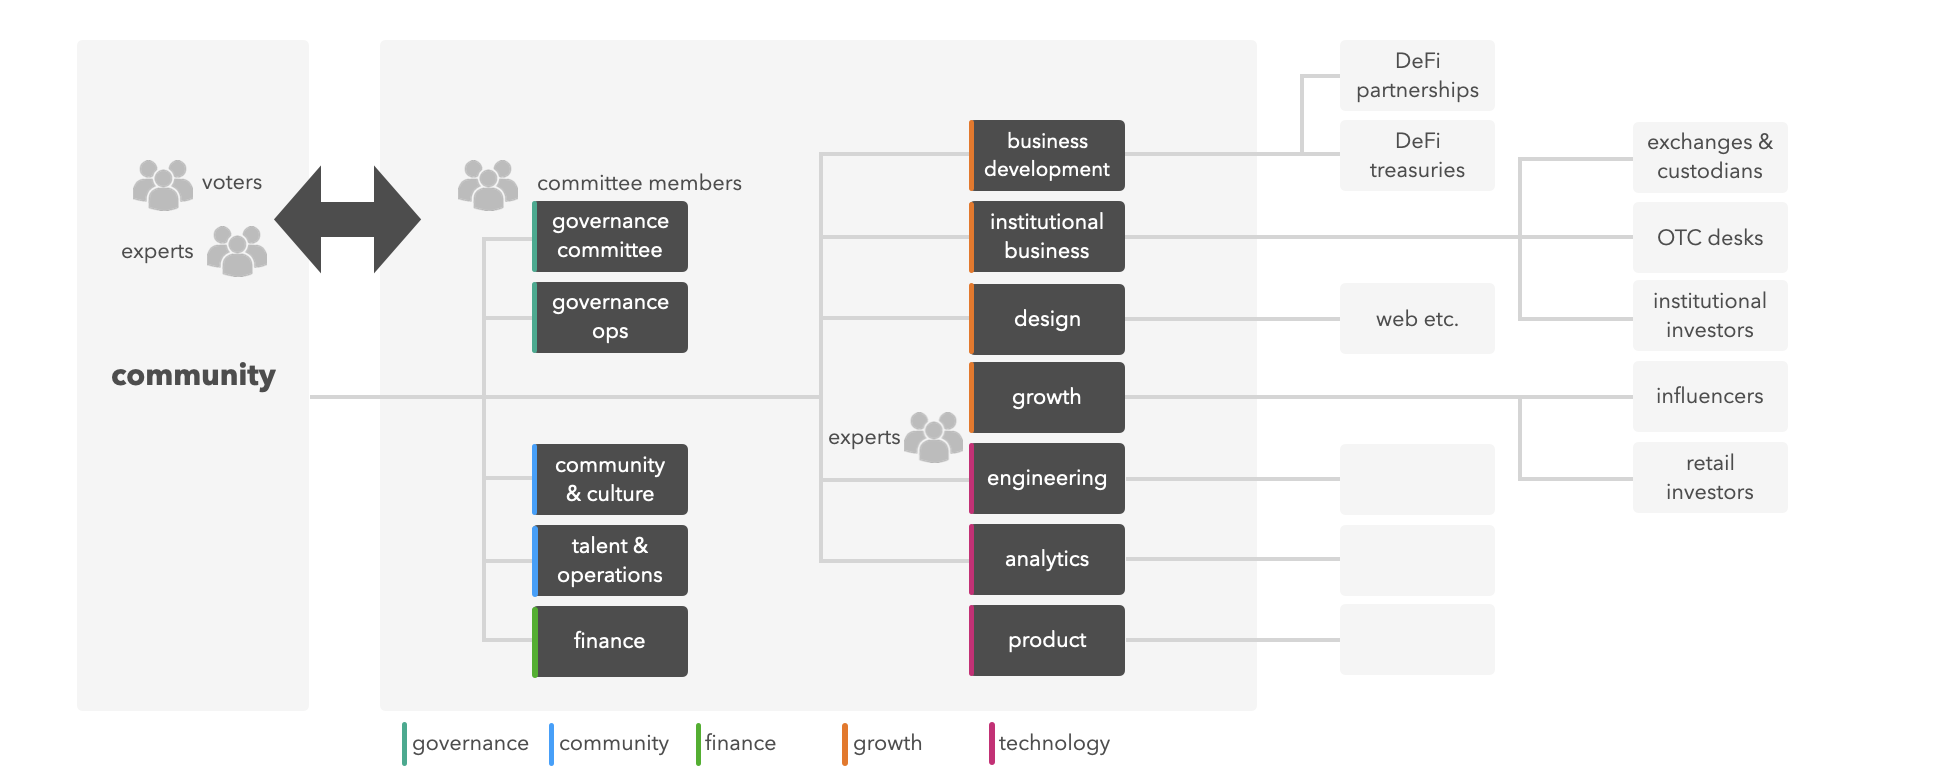 voters
experts
community
committee members
governance
committee
governance
ops
community
& culture
talent &
operations
finance
experts
business
development
institutional
business
design
growth
engineering
analytics
product
DeFi
partnerships
DeFi
treasuries
web etc.
exchanges &
custodians
OTC desks
institutional
investors
influencers
retail
investors
governance
community
finance
growth
technology